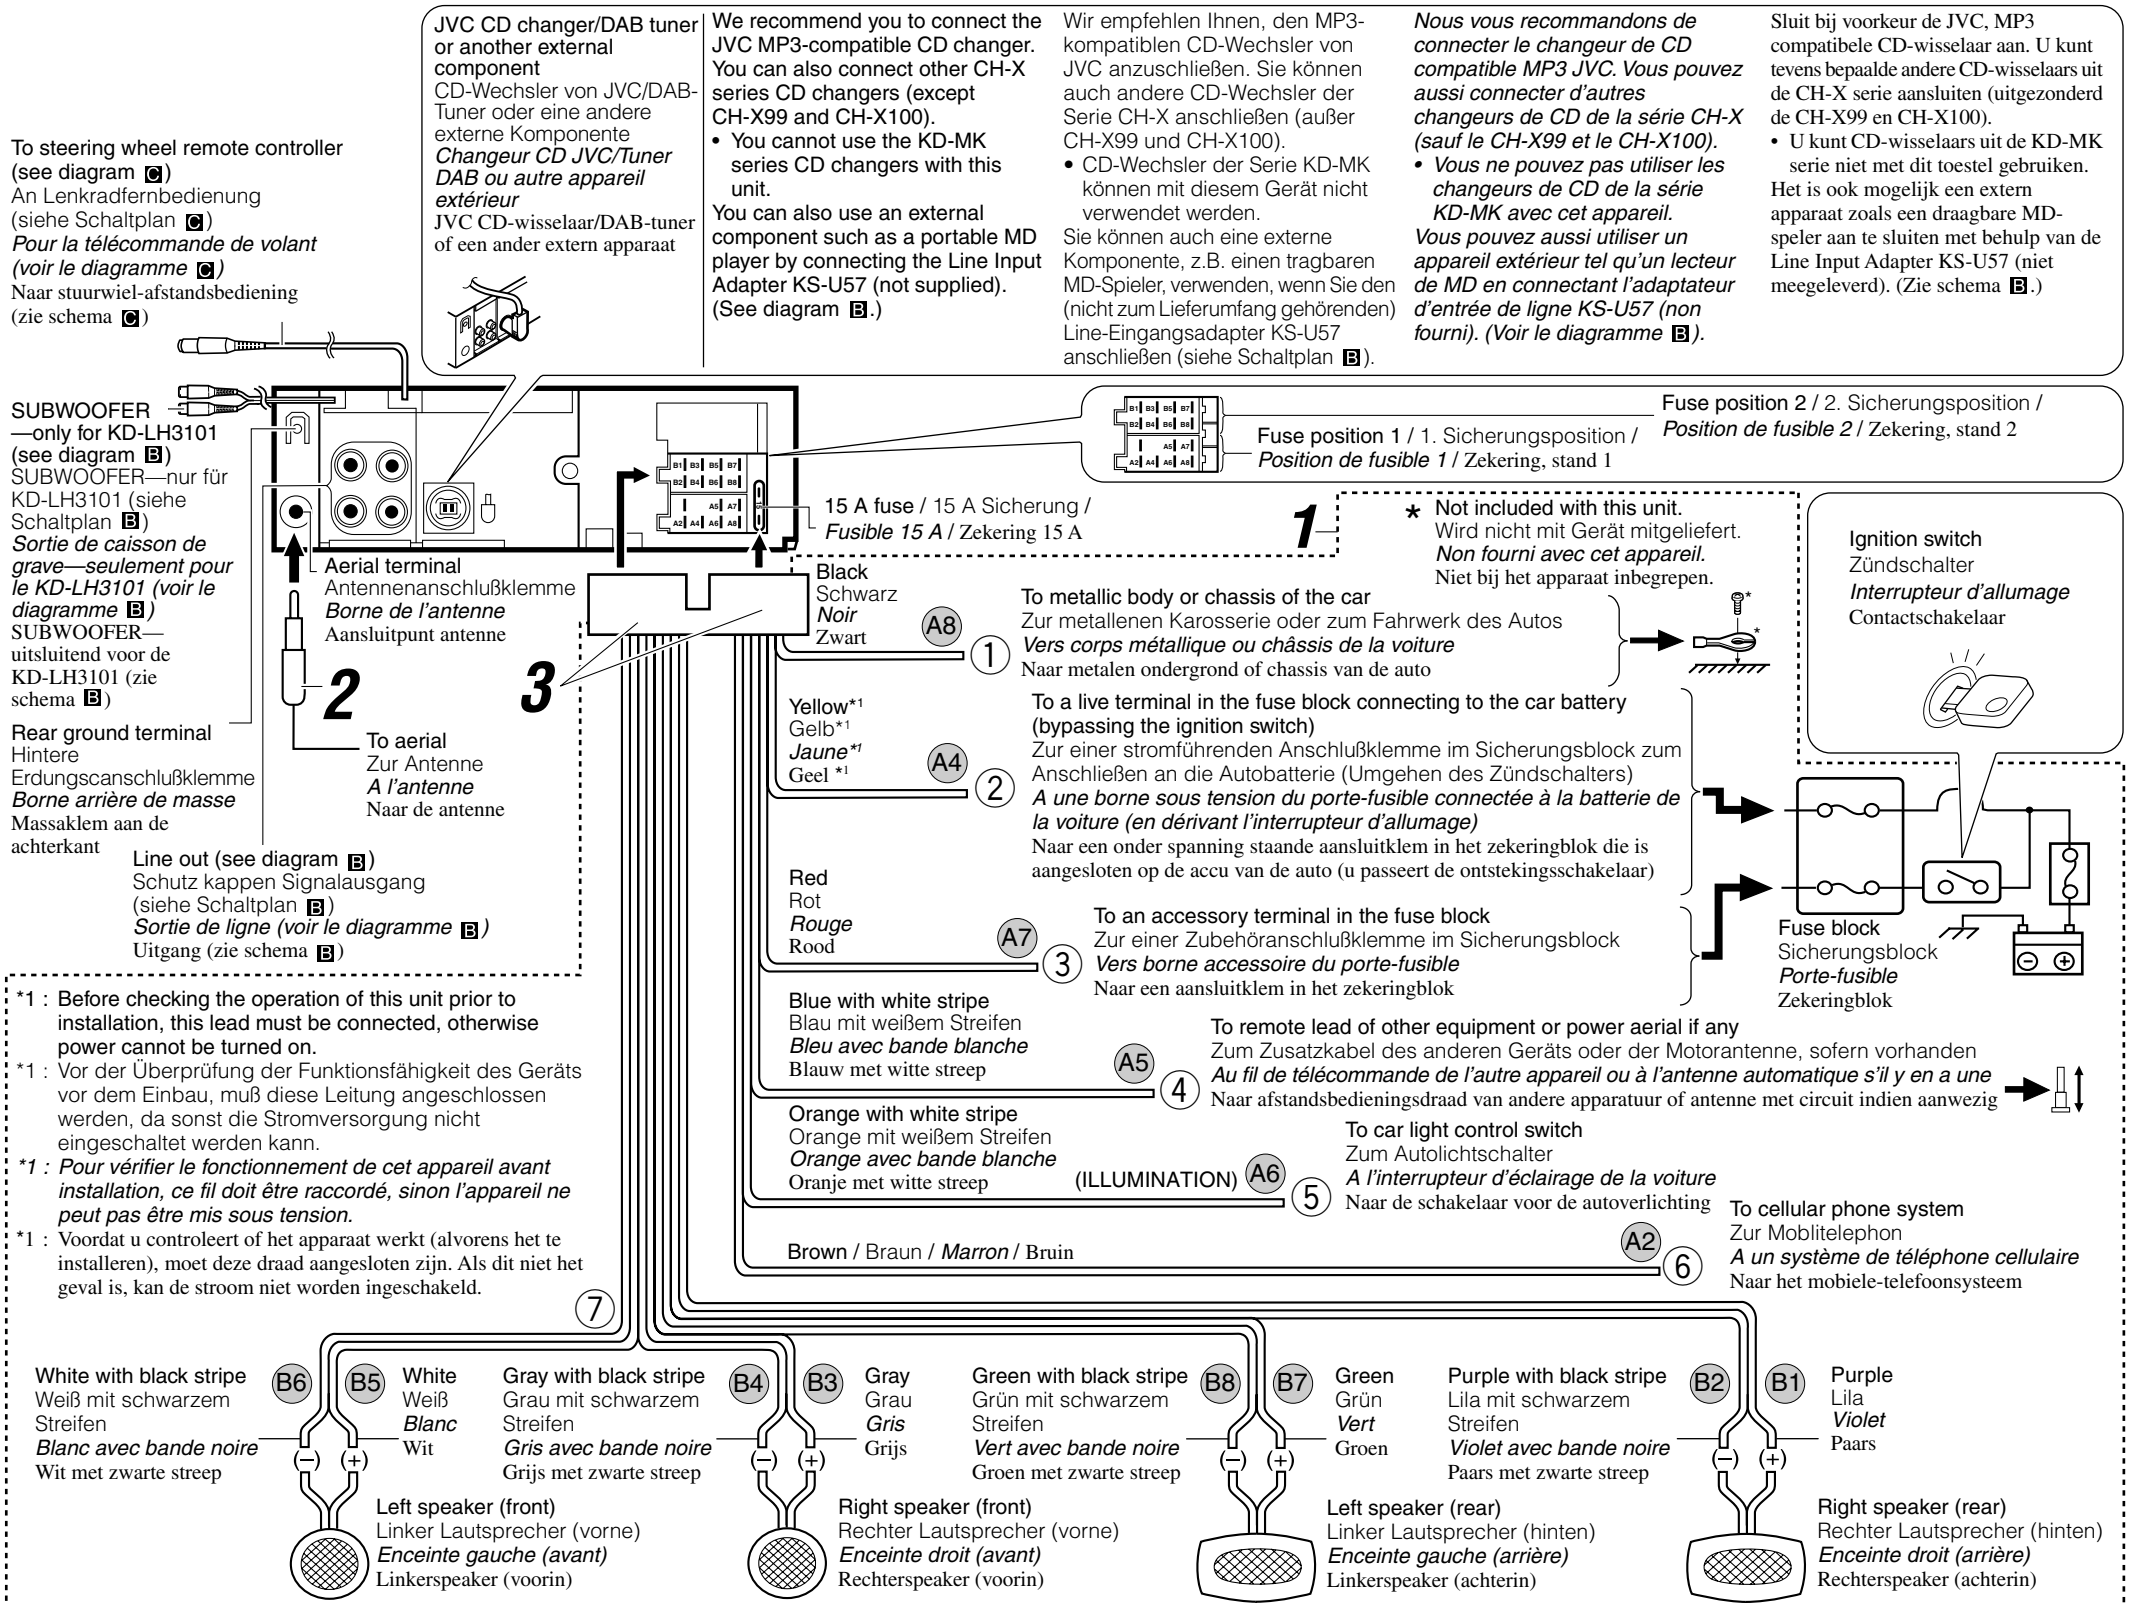 JVC CD changer/DAB tuner
or another external
component
CD-Wechsler von JVC/DAB-
Tuner oder eine andere
externe Komponente
Changeur CD JVC/Tuner
DAB ou autre appareil
extérieur
JVC CD-wisselaar/DAB-tuner
of een ander extern apparaat
We recommend you to connect the
JVC MP3-compatible CD changer.
You can also connect other CH-X
series CD changers (except
CH-X99 and CH-X100).
• You cannot use the KD-MK
series CD changers with this
unit.
You can also use an external
component such as a portable MD
player by connecting the Line Input
Adapter KS-U57 (not supplied).
(See diagram B.)
Wir empfehlen Ihnen, den MP3-
kompatiblen CD-Wechsler von
JVC anzuschließen. Sie können
auch andere CD-Wechsler der
Serie CH-X anschließen (außer
CH-X99 und CH-X100).
• CD-Wechsler der Serie KD-MK
können mit diesem Gerät nicht
verwendet werden.
Sie können auch eine externe
Komponente, z.B. einen tragbaren
MD-Spieler, verwenden, wenn Sie den
(nicht zum Lieferumfang gehörenden)
Line-Eingangsadapter KS-U57
anschließen (siehe Schaltplan B).
Nous vous recommandons de
connecter le changeur de CD
compatible MP3 JVC. Vous pouvez
aussi connecter d'autres
changeurs de CD de la série CH-X
(sauf le CH-X99 et le CH-X100).
• Vous ne pouvez pas utiliser les
changeurs de CD de la série
KD-MK avec cet appareil.
Vous pouvez aussi utiliser un
appareil extérieur tel qu'un lecteur
de MD en connectant l'adaptateur
d'entrée de ligne KS-U57 (non
fourni). (Voir le diagramme B).
Sluit bij voorkeur de JVC, MP3
compatibele CD-wisselaar aan. U kunt
tevens bepaalde andere CD-wisselaars uit
de CH-X serie aansluiten (uitgezonderd
de CH-X99 en CH-X100).
• U kunt CD-wisselaars uit de KD-MK
serie niet met dit toestel gebruiken.
Het is ook mogelijk een extern
apparaat zoals een draagbare MD-
speler aan te sluiten met behulp van de
Line Input Adapter KS-U57 (niet
meegeleverd). (Zie schema B.)
To steering wheel remote controller
(see diagram C)
An Lenkradfernbedienung
(siehe Schaltplan C)
Pour la télécommande de volant
(voir le diagramme C)
Naar stuurwiel-afstandsbediening
(zie schema C)
SUBWOOFER
—only for KD-LH3101
(see diagram B)
SUBWOOFER—nur für
KD-LH3101 (siehe
Schaltplan B)
Sortie de caisson de
grave—seulement pour
le KD-LH3101 (voir le
diagramme B)
SUBWOOFER—
uitsluitend voor de
KD-LH3101 (zie
schema B)
Rear ground terminal
Hintere
Erdungscanschlußklemme
Borne arrière de masse
Massaklem aan de
achterkant
B1 B3 B5 B7
B2 B4 B6 B8
A5 A7
A2 A4 A6 A8
15
B1 B3 B5 B7
B2 B4 B6 B8
A5 A7
A2 A4 A6 A8
Fuse position 2 / 2. Sicherungsposition /
Position de fusible 2 / Zekering, stand 2
Fuse position 1 / 1. Sicherungsposition /
Position de fusible 1 / Zekering, stand 1
15 A fuse / 15 A Sicherung /
Fusible 15 A / Zekering 15 A
1
* Not included with this unit.
Wird nicht mit Gerät mitgeliefert.
Non fourni avec cet appareil.
Niet bij het apparaat inbegrepen.
Ignition switch
Zündschalter
Interrupteur d'allumage
Contactschakelaar
Aerial terminal
Antennenanschlußklemme
Borne de l'antenne
Aansluitpunt antenne
2
To aerial
Zur Antenne
A l'antenne
Naar de antenne
Line out (see diagram B)
Schutz kappen Signalausgang
(siehe Schaltplan B)
Sortie de ligne (voir le diagramme B)
Uitgang (zie schema B)
3
Black
Schwarz
Noir
Zwart
A8
1
To metallic body or chassis of the car
Zur metallenen Karosserie oder zum Fahrwerk des Autos
Vers corps métallique ou châssis de la voiture
Naar metalen ondergrond of chassis van de auto
*
*
Yellow*1
Gelb*1
Jaune*1
Geel *1
A4
2
To a live terminal in the fuse block connecting to the car battery
(bypassing the ignition switch)
Zur einer stromführenden Anschlußklemme im Sicherungsblock zum
Anschließen an die Autobatterie (Umgehen des Zündschalters)
A une borne sous tension du porte-fusible connectée à la batterie de
la voiture (en dérivant l'interrupteur d'allumage)
Naar een onder spanning staande aansluitklem in het zekeringblok die is
aangesloten op de accu van de auto (u passeert de ontstekingsschakelaar)
Red
Rot
Rouge
Rood
A7
3
To an accessory terminal in the fuse block
Zur einer Zubehöranschlußklemme im Sicherungsblock
Vers borne accessoire du porte-fusible
Naar een aansluitklem in het zekeringblok
Fuse block
Sicherungsblock
Porte-fusible
Zekeringblok
*1 : Before checking the operation of this unit prior to
installation, this lead must be connected, otherwise
power cannot be turned on.
*1 : Vor der Überprüfung der Funktionsfähigkeit des Geräts
vor dem Einbau, muß diese Leitung angeschlossen
werden, da sonst die Stromversorgung nicht
eingeschaltet werden kann.
*1 : Pour vérifier le fonctionnement de cet appareil avant
installation, ce fil doit être raccordé, sinon l'appareil ne
peut pas être mis sous tension.
*1 : Voordat u controleert of het apparaat werkt (alvorens het te
installeren), moet deze draad aangesloten zijn. Als dit niet het
geval is, kan de stroom niet worden ingeschakeld.
Blue with white stripe
Blau mit weißem Streifen
Bleu avec bande blanche
Blauw met witte streep
A5
4
To remote lead of other equipment or power aerial if any
Zum Zusatzkabel des anderen Geräts oder der Motorantenne, sofern vorhanden
Au fil de télécommande de l'autre appareil ou à l'antenne automatique s'il y en a une
Naar afstandsbedieningsdraad van andere apparatuur of antenne met circuit indien aanwezig
Orange with white stripe
Orange mit weißem Streifen
Orange avec bande blanche
Oranje met witte streep
(ILLUMINATION) A6
5
To car light control switch
Zum Autolichtschalter
A l'interrupteur d'éclairage de la voiture
Naar de schakelaar voor de autoverlichting
Brown / Braun / Marron / Bruin
A2
6
To cellular phone system
Zur Moblitelephon
A un système de téléphone cellulaire
Naar het mobiele-telefoonsysteem
7
White with black stripe
Weiß mit schwarzem
Streifen
Blanc avec bande noire
Wit met zwarte streep
B6
B5
White
Weiß
Blanc
Wit
(−) (+)
Left speaker (front)
Linker Lautsprecher (vorne)
Enceinte gauche (avant)
Linkerspeaker (voorin)
Gray with black stripe
Grau mit schwarzem
Streifen
Gris avec bande noire
Grijs met zwarte streep
B4
B3
Gray
Grau
Gris
Grijs
(−) (+)
Right speaker (front)
Rechter Lautsprecher (vorne)
Enceinte droit (avant)
Rechterspeaker (voorin)
Green with black stripe
Grün mit schwarzem
Streifen
Vert avec bande noire
Groen met zwarte streep
B8
B7
Green
Grün
Vert
Groen
(−) (+)
Left speaker (rear)
Linker Lautsprecher (hinten)
Enceinte gauche (arrière)
Linkerspeaker (achterin)
Purple with black stripe
Lila mit schwarzem
Streifen
Violet avec bande noire
Paars met zwarte streep
B2
B1
Purple
Lila
Violet
Paars
(−) (+)
Right speaker (rear)
Rechter Lautsprecher (hinten)
Enceinte droit (arrière)
Rechterspeaker (achterin)